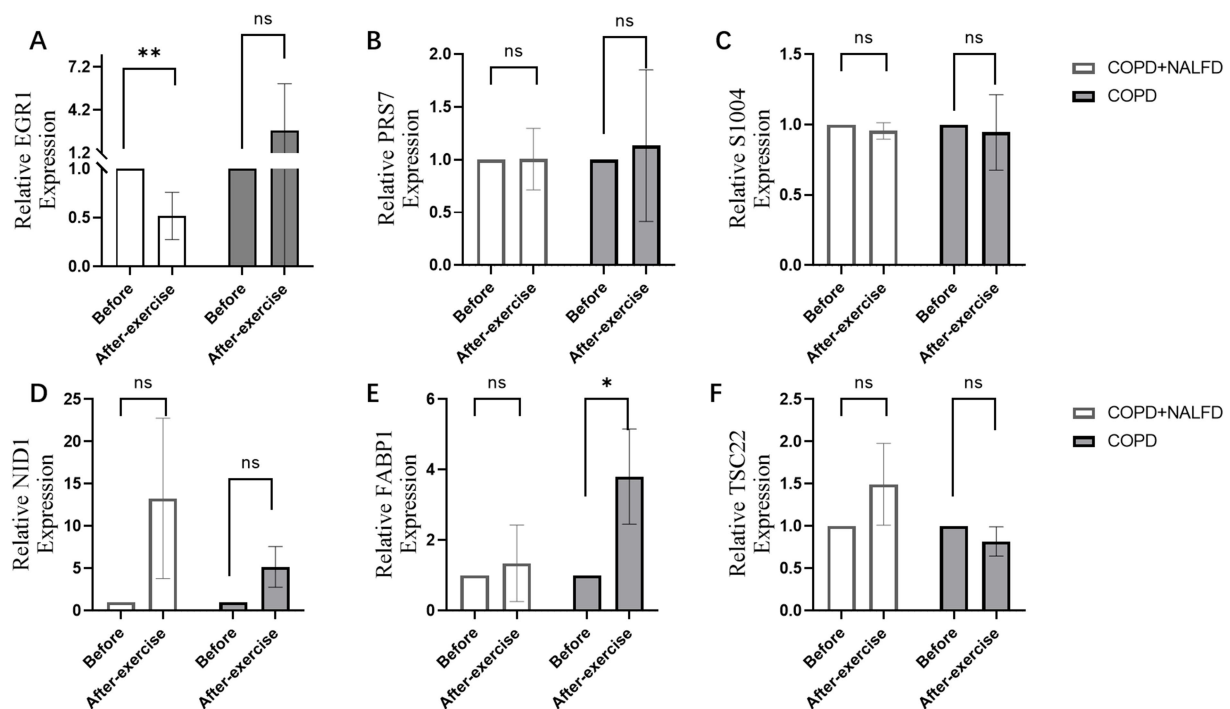 A
Relative EGR1
Expression
7.2
4.2
1.2
1.0
0.5
0.0
**
ns
Before
After-exercise
Before
After-exercise
B
Relative PRS7
Expression
2.0
1.5
1.0
0.5
0.0
ns
ns
Before
After-exercise
Before
After-exercise
C
Relative S1004
Expression
1.5
1.0
0.5
0.0
ns
ns
Before
After-exercise
Before
After-exercise
COPD+NALFD
COPD
D
Relative NID1
Expression
25
20
15
10
5
0
ns
ns
Before
After-exercise
Before
After-exercise
E
Relative FABP1
Expression
6
4
2
0
ns
*
Before
After-exercise
Before
After-exercise
F
Relative TSC22
Expression
2.5
2.0
1.5
1.0
0.5
0.0
ns
ns
Before
After-exercise
Before
After-exercise
COPD+NALFD
COPD